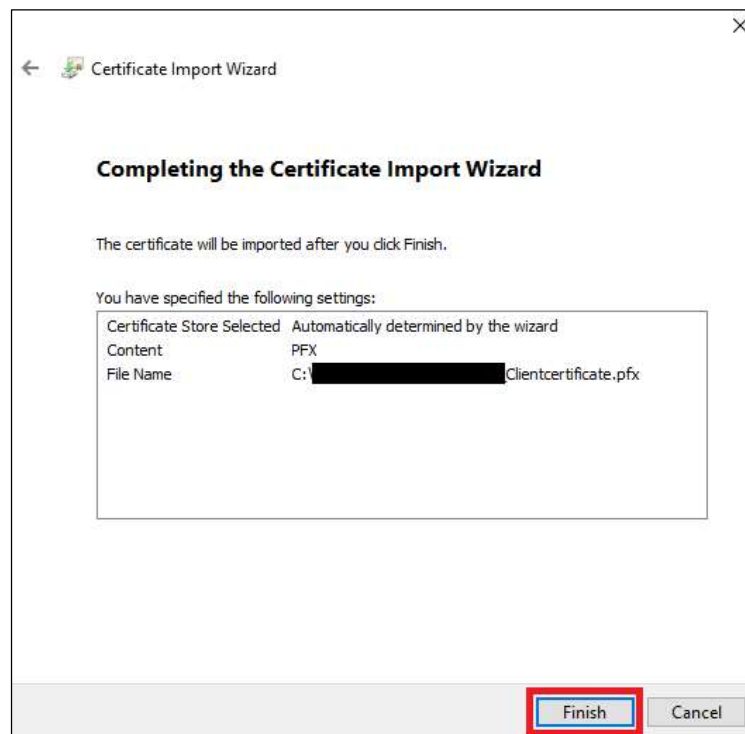 Certificate Import Wizard
Completing the Certificate Import Wizard
The certificate will be imported after you click Finish.
You have specified the following settings:
Certificate Store Selected Automatically determined by the wizard
Content PFX
File Name C:\ Clientcertificate.pfx
Finish Cancel